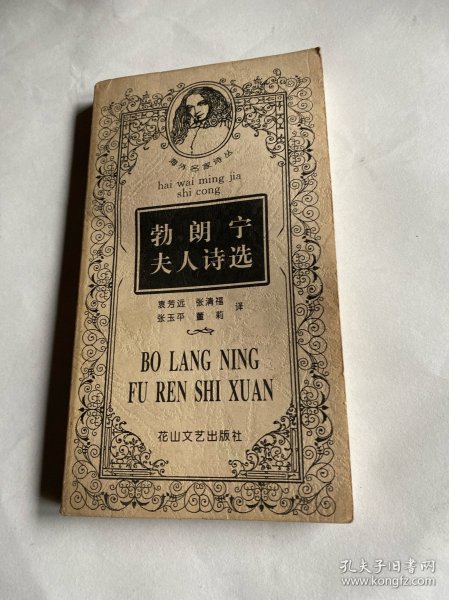 海外名家诗丛
hai wai ming jia
shi cong
勃朗宁
夫人诗选
袁芳远 张清福
张玉平 董莉 译
BO LANG NING
FU REN SHI XUAN
花山文艺出版社
孔夫子旧书网
www.kongfz.com